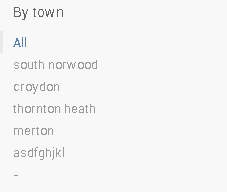 By town
All
south norwood
croydon
thornton heath
merton
asdfghjkl
-